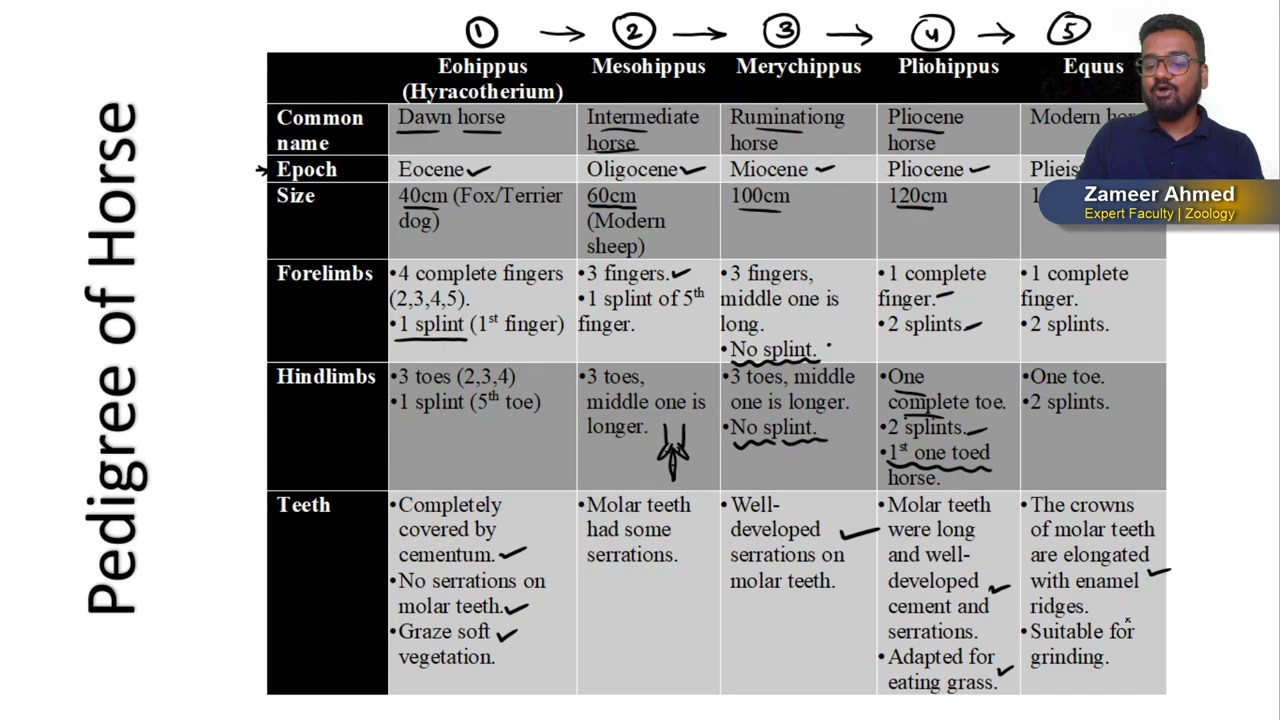 1 → 2 → 3 → 4 → 5
Pedigree of Horse
Eohippus
(Hyracotherium)
Mesohippus
Merychippus
Pliohippus
Equus
Common
name
Dawn horse
Intermediate
horse
Ruminationg
horse
Pliocene
horse
Modern
Epoch
Eocene
Oligocene
Miocene
Pliocene
Size
40cm (Fox/Terrier
dog)
60cm
(Modern
sheep)
100cm
120cm
Zameer Ahmed
Expert Faculty | Zoology
Forelimbs
•4 complete fingers
(2,3,4,5).
•1 splint (1st finger)
•3 fingers.
•1 splint of 5th
finger.
•3 fingers,
middle one is
long.
•No splint.
•1 complete
finger.
•2 splints.
•1 complete
finger.
•2 splints.
Hindlimbs
•3 toes (2,3,4)
•1 splint (5th toe)
•3 toes,
middle one is
longer.
•3 toes, middle
one is longer.
•No splint.
•One
complete toe.
•2 splints.
•1st one toed
horse.
•One toe.
•2 splints.
Teeth
•Completely
covered by
cementum.
•No serrations on
molar teeth.
•Graze soft
vegetation.
•Molar teeth
had some
serrations.
•Well-
developed
serrations on
molar teeth.
•Molar teeth
were long
and well-
developed
cement and
serrations.
•Adapted for
eating grass.
•The crowns
of molar teeth
are elongated
with enamel
ridges.
•Suitable for
grinding.